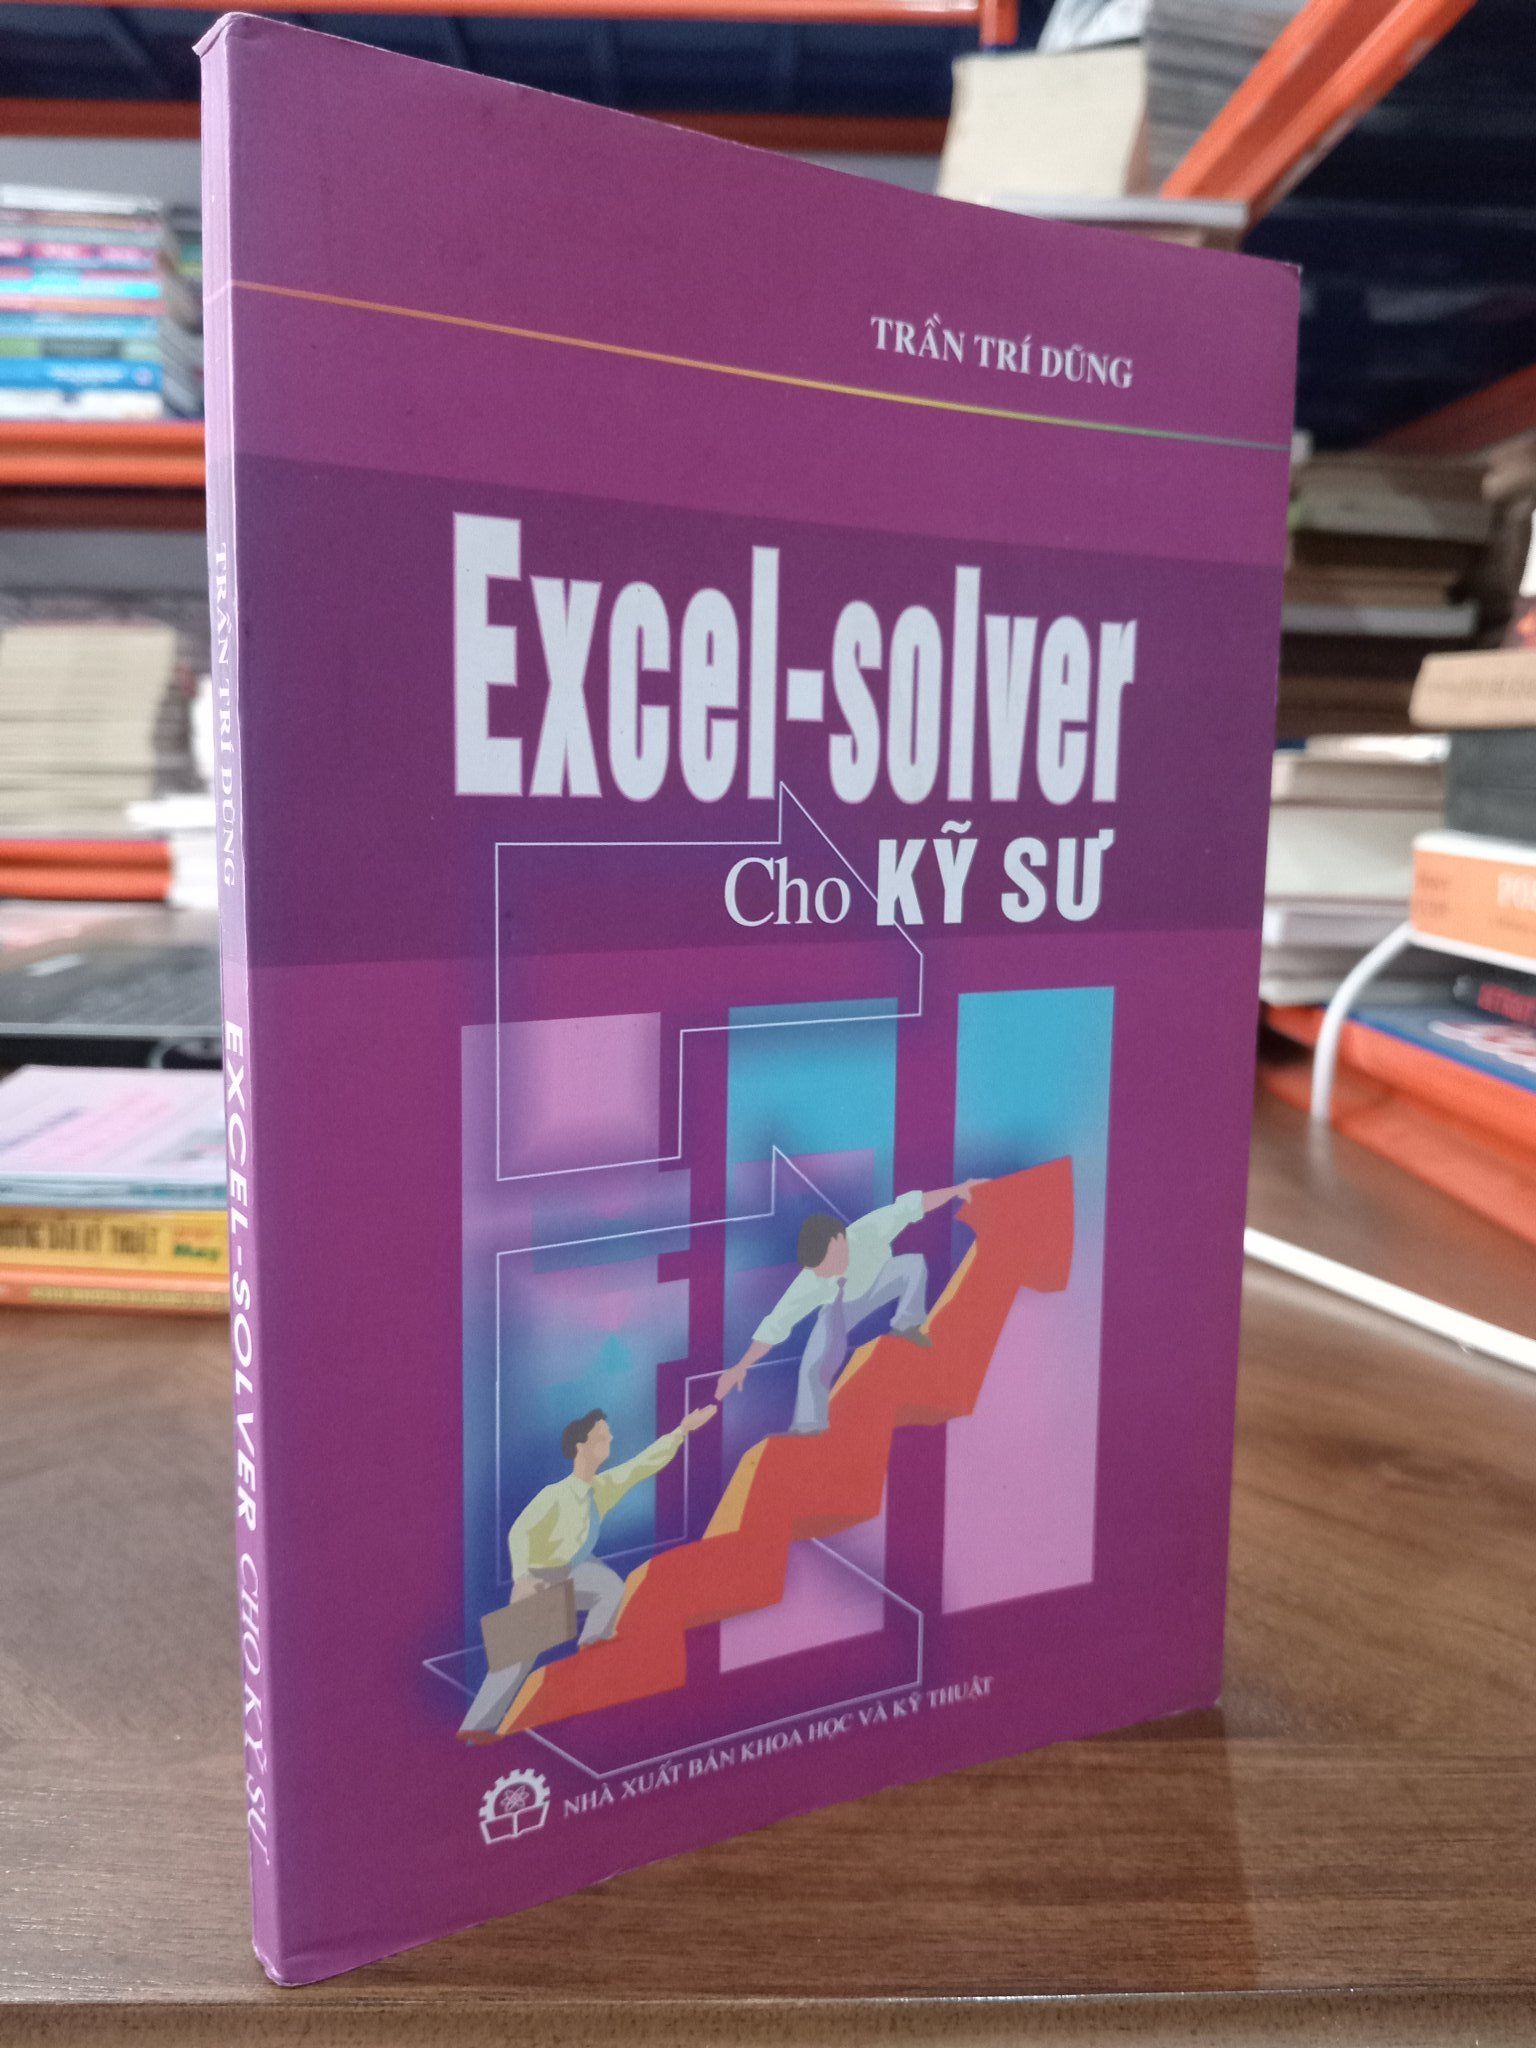 TRẦN TRÍ DŨNG
Excel-solver
Cho KỸ SƯ
NHÀ XUẤT BẢN KHOA HỌC VÀ KỸ THUẬT
TRẦN TRÍ DŨNG EXCEL-SOLVER CHO KỸ SƯ